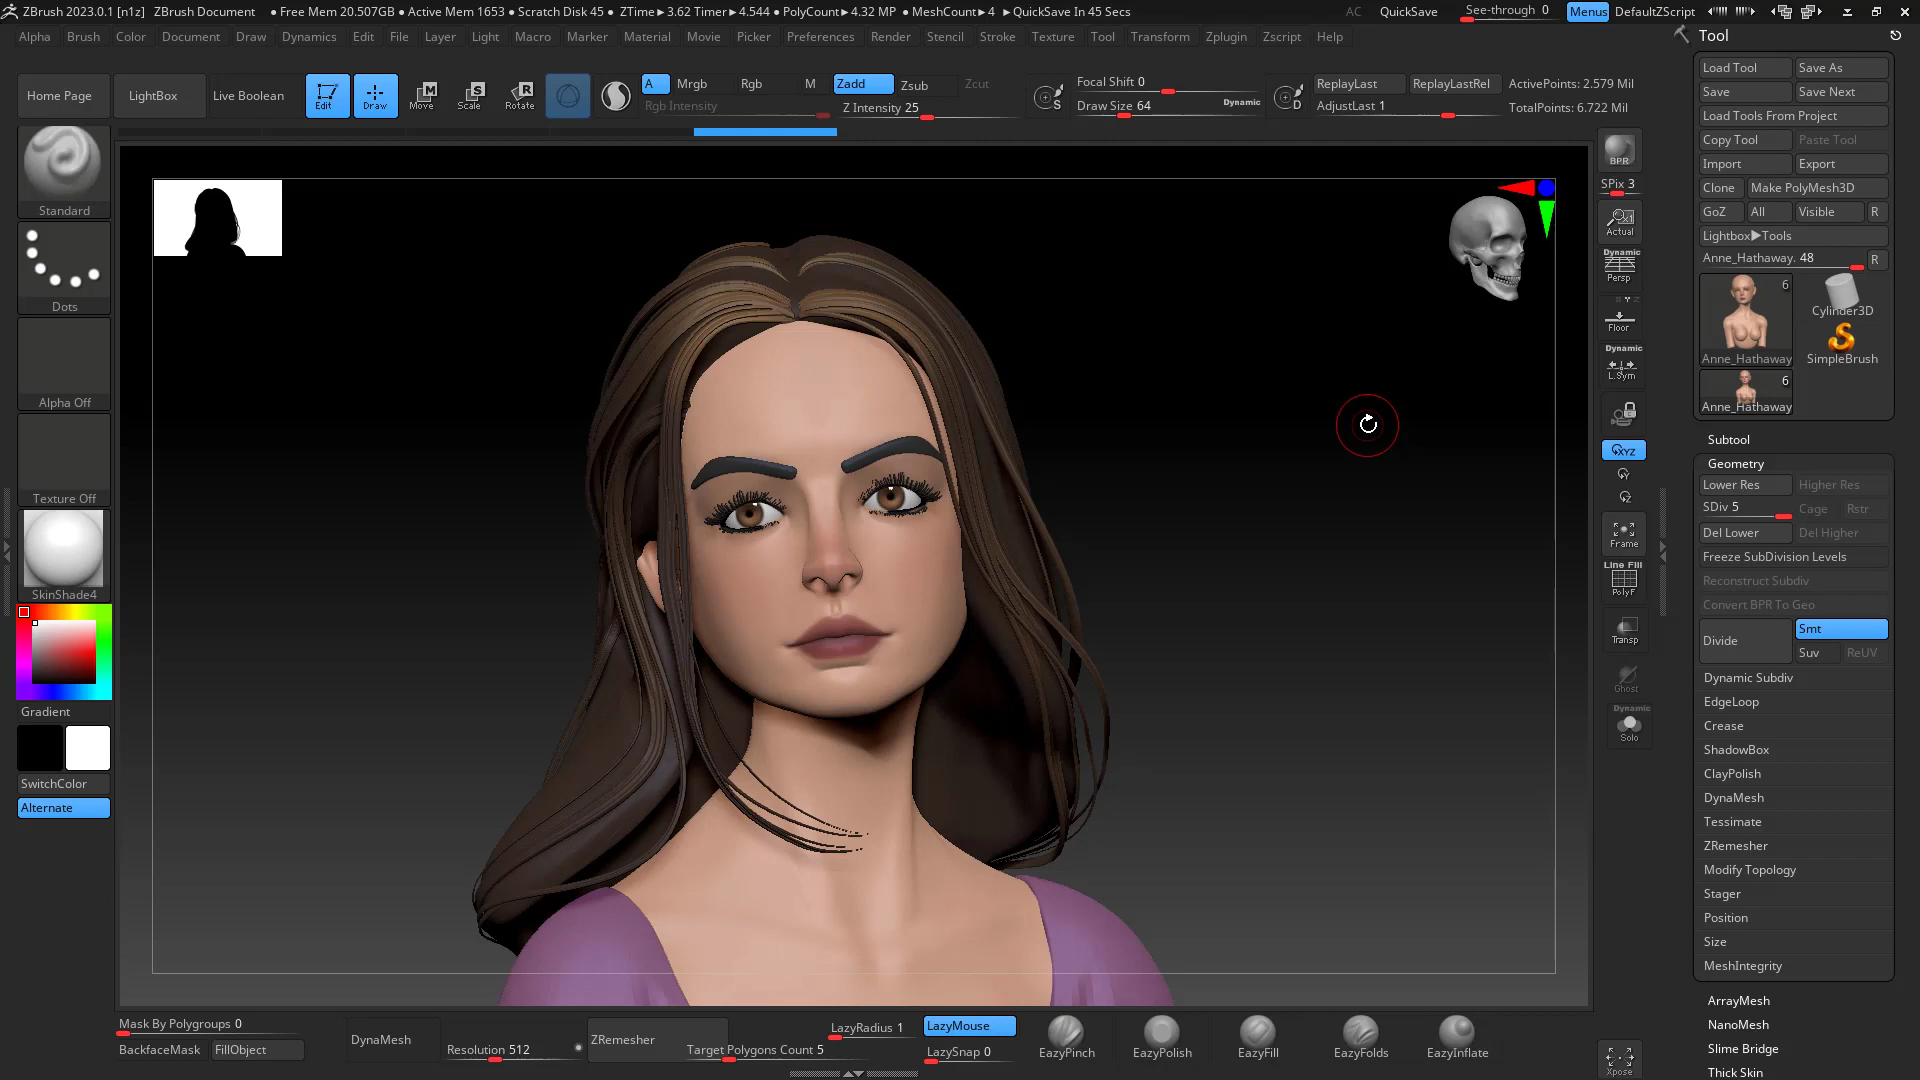 ZBrush 2023.0.1 [n1z] ZBrush Document ● Free Mem 20.507GB ● Active Mem 1653 ● Scratch Disk 45 ● ZTime►3.62 Timer►4.544 ● PolyCount►4.32 MP ● MeshCount►4 ►QuickSave In 45 Secs AC QuickSave See-through 0 Menus DefaultZScript
Alpha Brush Color Document Draw Dynamics Edit File Layer Light Macro Marker Material Movie Picker Preferences Render Stencil Stroke Texture Tool Transform Zplugin Zscript Help
Home Page
LightBox
Live Boolean
Edit
Draw
Move
Scale
Rotate
A
Mrgb
Rgb
M
Rgb Intensity
Zadd
Zsub
Zcut
Z Intensity 25
S
Focal Shift 0
Draw Size 64
Dynamic
D
ReplayLast
ReplayLastRel
AdjustLast 1
ActivePoints: 2.579 Mil
TotalPoints: 6.722 Mil
Standard
Dots
Alpha Off
Texture Off
SkinShade4
Gradient
SwitchColor
Alternate
BPR
SPix 3
Actual
Dynamic
Persp
Floor
Dynamic
L.Sym
XYZ
Y
Z
Frame
Line Fill
PolyF
Transp
Ghost
Dynamic
Solo
Xpose
Tool
Load Tool
Save As
Save
Save Next
Load Tools From Project
Copy Tool
Paste Tool
Import
Export
Clone
Make PolyMesh3D
GoZ
All
Visible
R
Lightbox►Tools
Anne_Hathaway. 48
R
6
Anne_Hathaway
Cylinder3D
SimpleBrush
6
Anne_Hathaway
Subtool
Geometry
Lower Res
Higher Res
SDiv 5
Cage
Rstr
Del Lower
Del Higher
Freeze SubDivision Levels
Reconstruct Subdiv
Convert BPR To Geo
Divide
Smt
Suv
ReUV
Dynamic Subdiv
EdgeLoop
Crease
ShadowBox
ClayPolish
DynaMesh
Tessimate
ZRemesher
Modify Topology
Stager
Position
Size
MeshIntegrity
ArrayMesh
NanoMesh
Slime Bridge
Thick Skin
Mask By Polygroups 0
BackfaceMask
FillObject
DynaMesh
Resolution 512
ZRemesher
Target Polygons Count 5
LazyRadius 1
LazyMouse
LazySnap 0
EazyPinch
EazyPolish
EazyFill
EazyFolds
EazyInflate